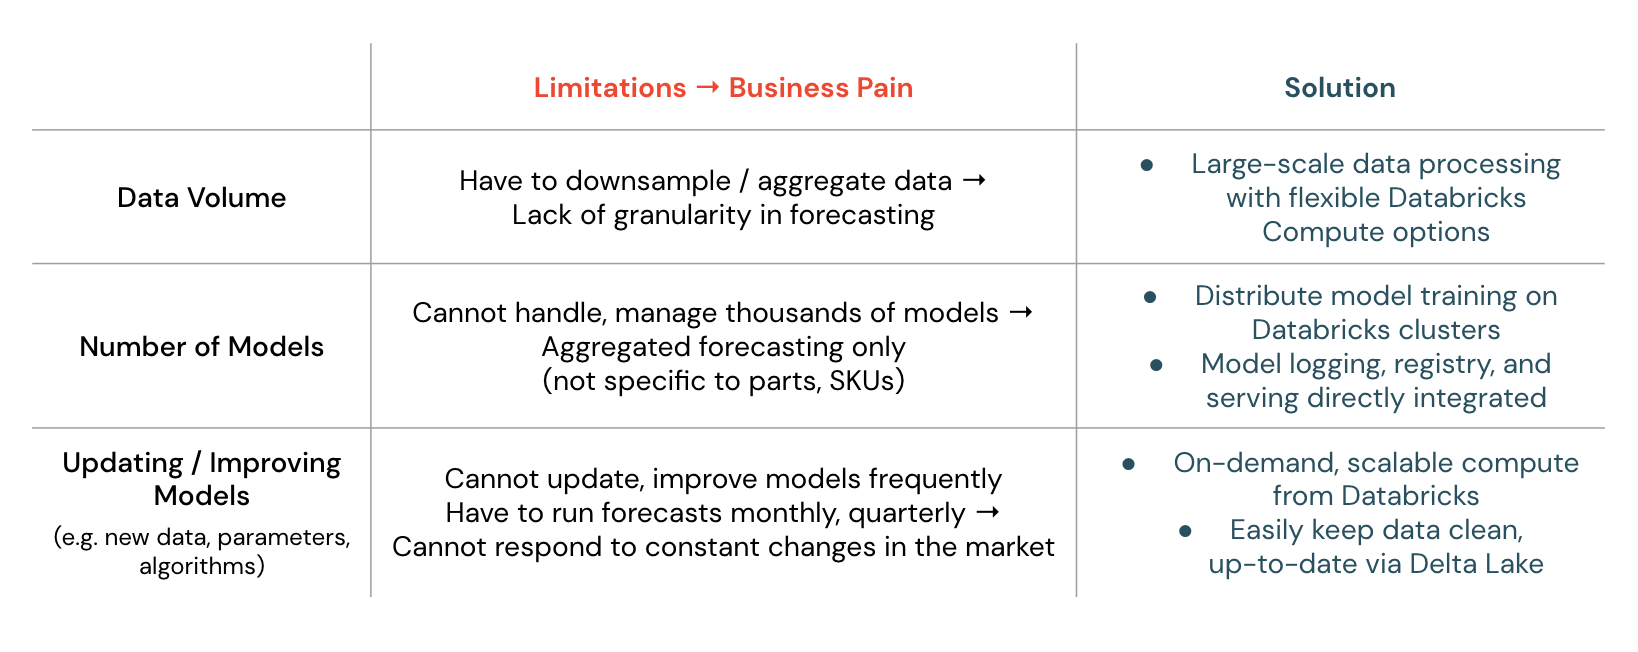 Limitations → Business Pain
Solution
Data Volume
Have to downsample / aggregate data →
Lack of granularity in forecasting
● Large-scale data processing
with flexible Databricks
Compute options
Number of Models
Cannot handle, manage thousands of models →
Aggregated forecasting only
(not specific to parts, SKUs)
● Distribute model training on
Databricks clusters
● Model logging, registry, and
serving directly integrated
Updating / Improving
Models
(e.g. new data, parameters,
algorithms)
Cannot update, improve models frequently
Have to run forecasts monthly, quarterly →
Cannot respond to constant changes in the market
● On-demand, scalable compute
from Databricks
● Easily keep data clean,
up-to-date via Delta Lake